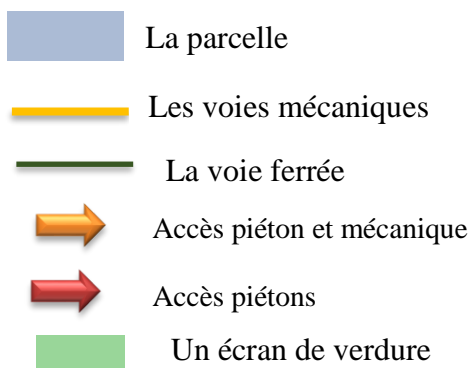 La parcelle
Les voies mécaniques
La voie ferrée
Accès piéton et mécanique
Accès piétons
Un écran de verdure